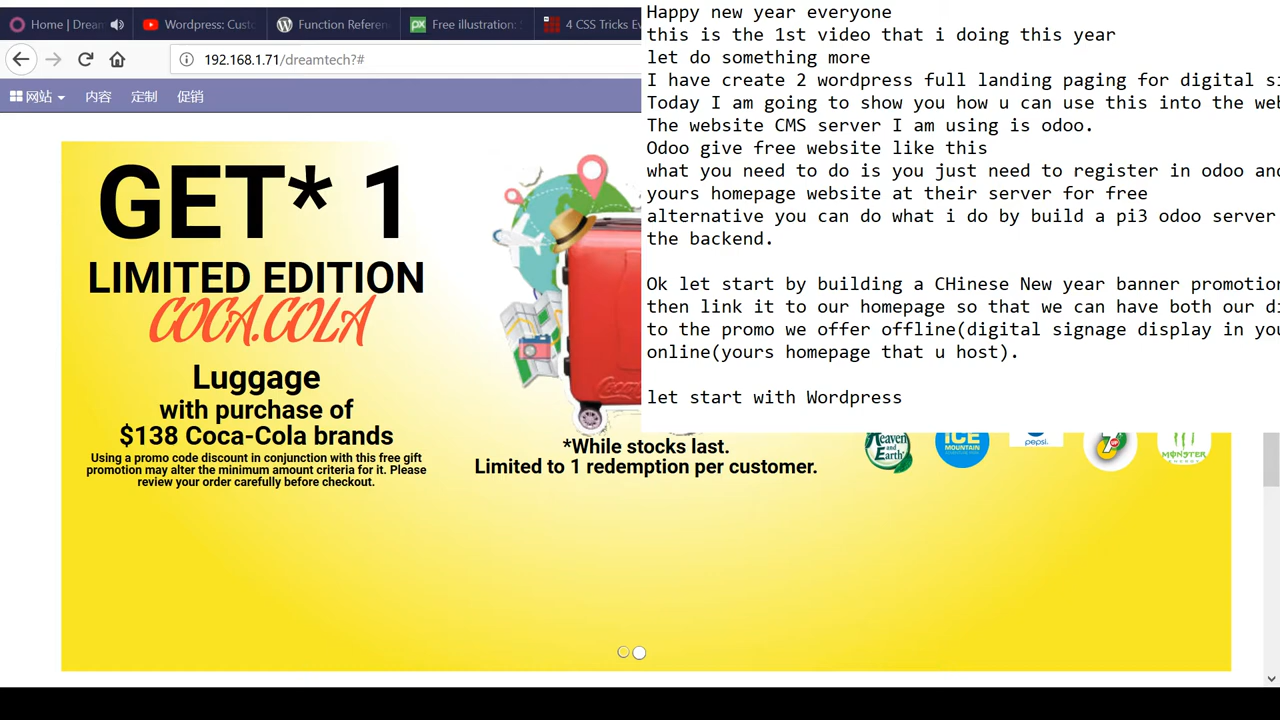 Home | Dream
Wordpress: Cust
Function Referen
Free illustration:
4 CSS Tricks Ev
192.168.1.71/dreamtech?#
网站 内容 定制 促销
GET* 1
LIMITED EDITION
COCA.COLA
Luggage
with purchase of
$138 Coca-Cola brands
Using a promo code discount in conjunction with this free gift
promotion may alter the minimum amount criteria for it. Please
review your order carefully before checkout.
*While stocks last.
Limited to 1 redemption per customer.
Heaven
and Earth
ICE
MOUNTAIN
pepsi.
7
UP
MONSTER
Happy new year everyone
this is the 1st video that i doing this year
let do something more
I have create 2 wordpress full landing paging for digital si
Today I am going to show you how u can use this into the web
The website CMS server I am using is odoo.
Odoo give free website like this
what you need to do is you just need to register in odoo and
yours homepage website at their server for free
alternative you can do what i do by build a pi3 odoo server
the backend.
Ok let start by building a CHinese New year banner promotion
then link it to our homepage so that we can have both our di
to the promo we offer offline(digital signage display in you
online(yours homepage that u host).
let start with Wordpress